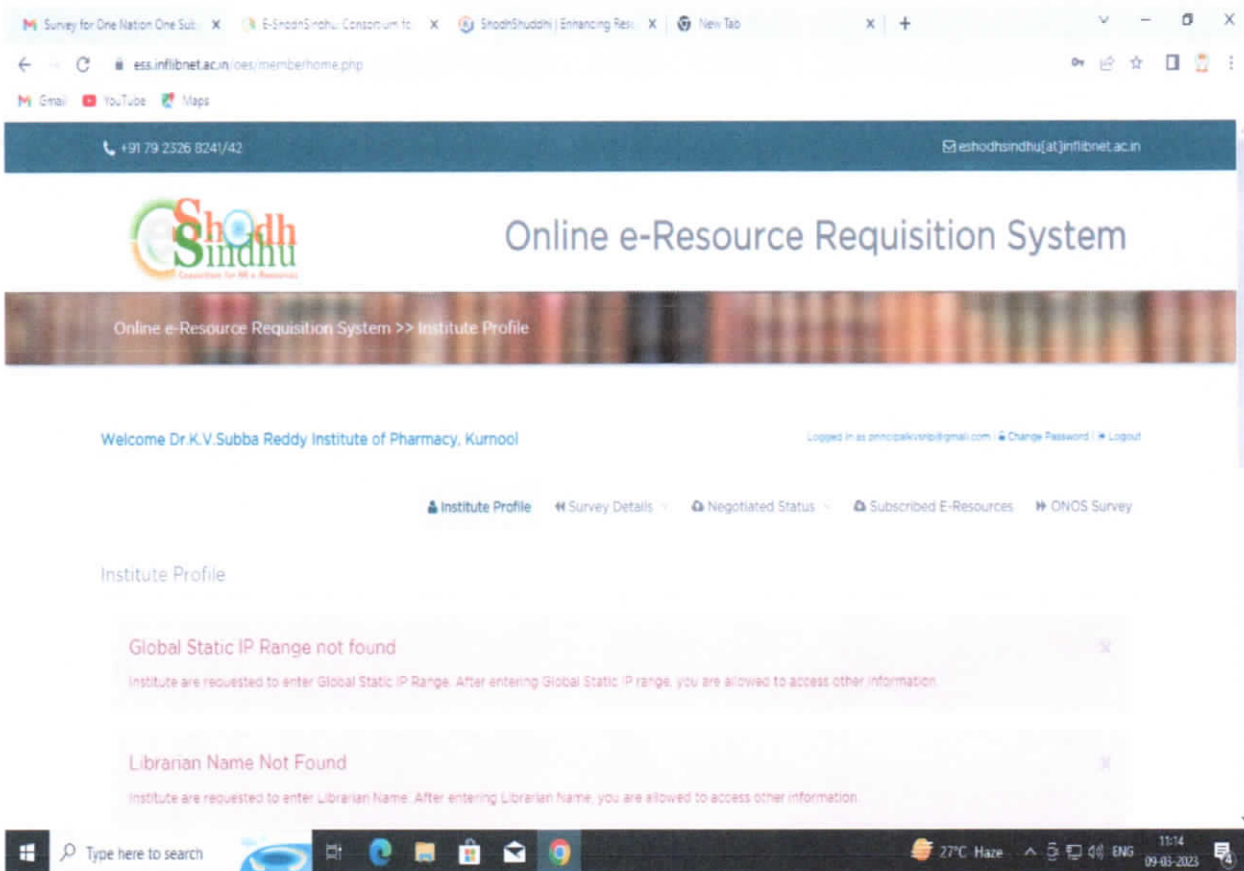 Survey for One Nation One Sub
E-ShodhSindhu: Consortium fo
ShodhShuddhi | Enhancing Rese
New Tab
ess.inflibnet.ac.in/oes/memberhome.php
Gmail YouTube Maps
+91 79 2326 8241/42
eshodhsindhu[at]inflibnet.ac.in
e Shodh
Sindhu
Consortium for HE e-Resources
Online e-Resource Requisition System
Online e-Resource Requisition System >> Institute Profile
Welcome Dr.K.V.Subba Reddy Institute of Pharmacy, Kurnool
Logged in as | Change Password | Logout
Institute Profile Survey Details Negotiated Status Subscribed E-Resources ONOS Survey
Institute Profile
Global Static IP Range not found
Institute are requested to enter Global Static IP Range. After entering Global Static IP range, you are allowed to access other information.
Librarian Name Not Found
Institute are requested to enter Librarian Name. After entering Librarian Name, you are allowed to access other information.
Type here to search
27°C Haze
ENG
11:14
09-03-2023
4